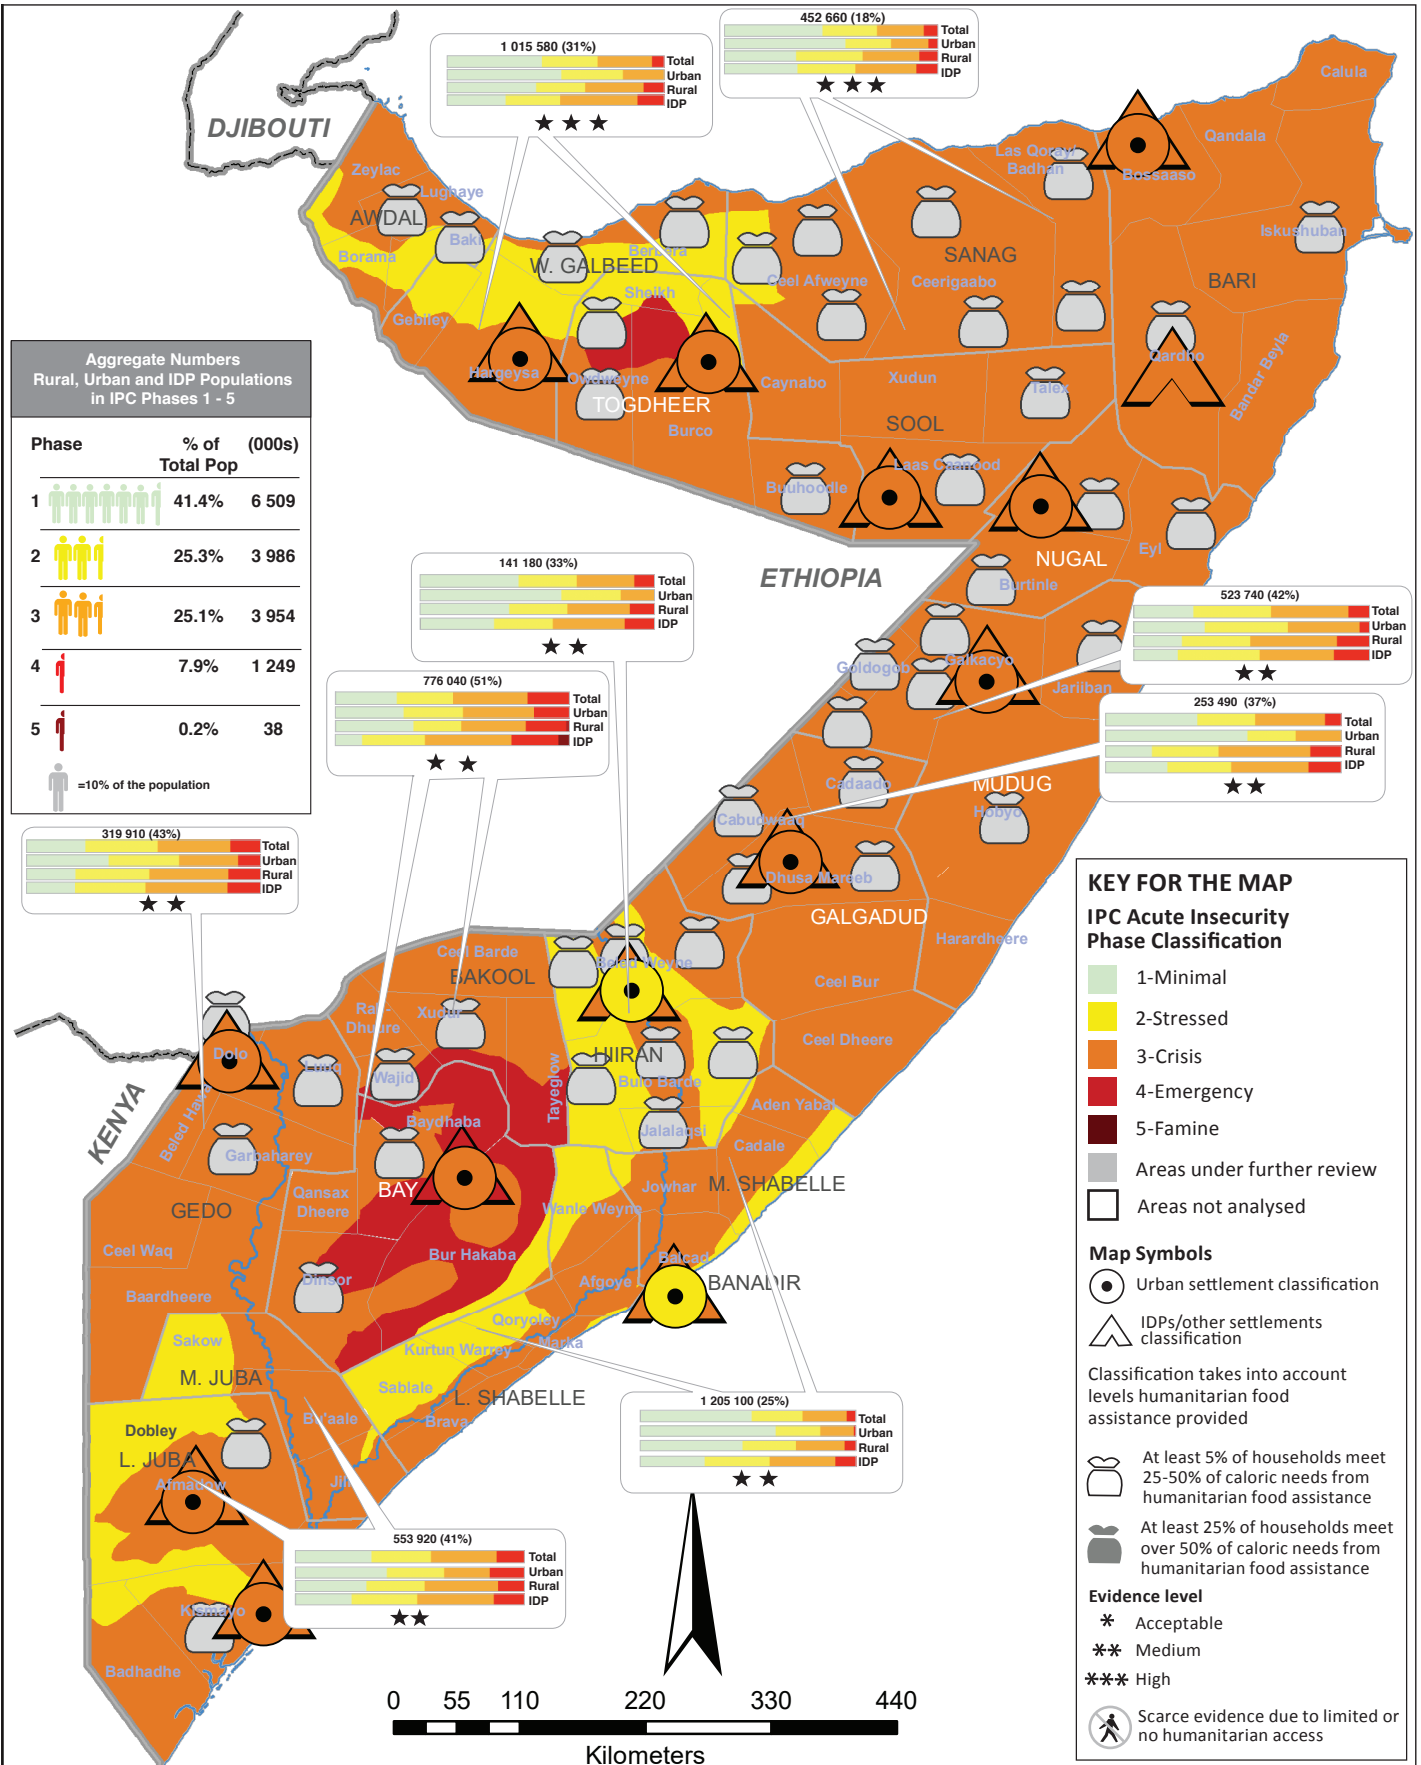 1 015 580 (31%)
Total
Urban
Rural
IDP
★ ★ ★
452 660 (18%)
Total
Urban
Rural
IDP
★ ★ ★
DJIBOUTI
Calula
Qandala
Las Qorayi/
Badhan
Bossaaso
Zeylac
Lughaye
AWDAL
Baki
Borama
W. GALBEED
Berbera
Sheikh
Gebiley
Hargeysa
Owdweyne
TOGDHEER
Burco
Iskushuban
SANAG
Ceel Afweyne
Ceerigaabo
BARI
Qardho
Bandar Beyla
Caynabo
Xudun
Talex
SOOL
Laas Caanood
Buuhoodle
Aggregate Numbers
Rural, Urban and IDP Populations
in IPC Phases 1 - 5
Phase % of Total Pop (000s)
1 41.4% 6 509
2 25.3% 3 986
3 25.1% 3 954
4 7.9% 1 249
5 0.2% 38
=10% of the population
ETHIOPIA
NUGAL
Eyl
Burtinle
141 180 (33%)
Total
Urban
Rural
IDP
★ ★
523 740 (42%)
Total
Urban
Rural
IDP
★ ★
Goldogob
Galkacyo
Jariiban
776 040 (51%)
Total
Urban
Rural
IDP
★ ★
253 490 (37%)
Total
Urban
Rural
IDP
★ ★
MUDUG
Cadaado
Hobyo
Cabudwaaq
Dhusa Mareeb
GALGADUD
Harardheere
Ceel Bur
Ceel Dheere
319 910 (43%)
Total
Urban
Rural
IDP
★ ★
Ceel Barde
BAKOOL
Beled Weyne
Rab-
Dhuure
Xudur
HIIRAN
Bulo Barde
Tayeglow
Wajid
Luuq
Dolo
KENYA
Beled Hawa
Garbaharey
Baydhaba
Jalalaqsi
Aden Yabal
Cadale
BAY
Qansax
Dheere
GEDO
Ceel Waq
Baardheere
Bur Hakaba
Dinsor
Wanle Weyne
Jowhar
M. SHABELLE
Balcad
BANADIR
Afgoye
Qoryoley
Marka
Kurtun Warrey
Sablale
L. SHABELLE
Brava
Sakow
M. JUBA
Bu'aale
Dobley
L. JUBA
Afmadow
Jilib
Kismayo
Badhadhe
1 205 100 (25%)
Total
Urban
Rural
IDP
★ ★
553 920 (41%)
Total
Urban
Rural
IDP
★★
0 55 110 220 330 440
Kilometers
KEY FOR THE MAP
IPC Acute Insecurity
Phase Classification
1-Minimal
2-Stressed
3-Crisis
4-Emergency
5-Famine
Areas under further review
Areas not analysed
Map Symbols
Urban settlement classification
IDPs/other settlements
classification
Classification takes into account
levels humanitarian food
assistance provided
At least 5% of households meet
25-50% of caloric needs from
humanitarian food assistance
At least 25% of households meet
over 50% of caloric needs from
humanitarian food assistance
Evidence level
* Acceptable
** Medium
*** High
Scarce evidence due to limited or
no humanitarian access